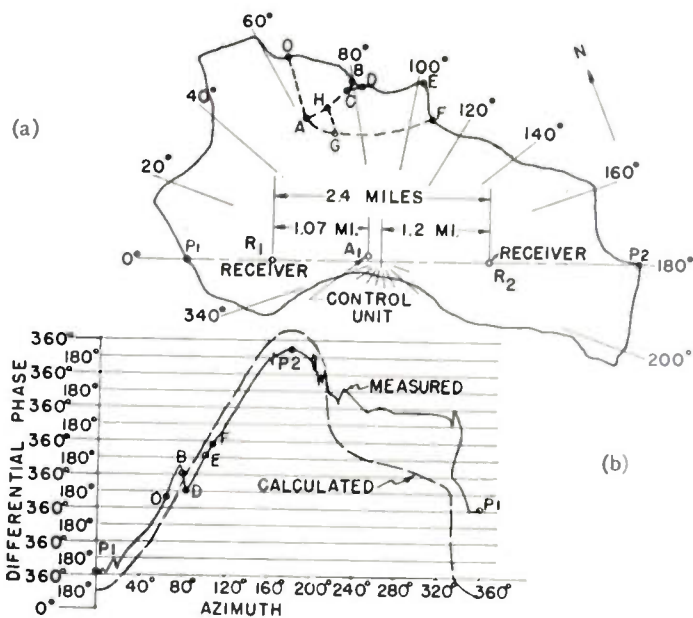 (a)
60°
O
80°
B
D
C
100°
E
N
40°
H
A
G
F
120°
140°
20°
160°
2.4 MILES
1.07 MI.
1.2 MI.
0°
P1
R1
RECEIVER
A1
RECEIVER
R2
P2
180°
CONTROL
UNIT
340°
200°
DIFFERENTIAL PHASE
360°
180°
360°
180°
360°
180°
360°
180°
360°
180°
360°
180°
360°
180°
360°
180°
0°
P1
O
B
D
E
F
P2
MEASURED
CALCULATED
P1
(b)
40° 80° 120° 160° 200° 240° 280° 320° 360°
AZIMUTH